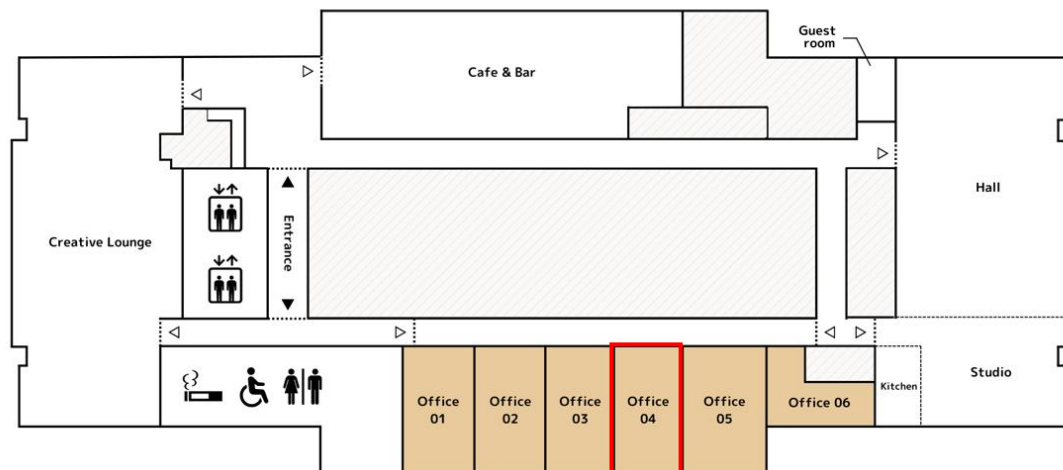 Guest
room
Cafe & Bar
Hall
Creative Lounge
Entrance
Office
01
Office
02
Office
03
Office
04
Office
05
Office 06
Kitchen
Studio